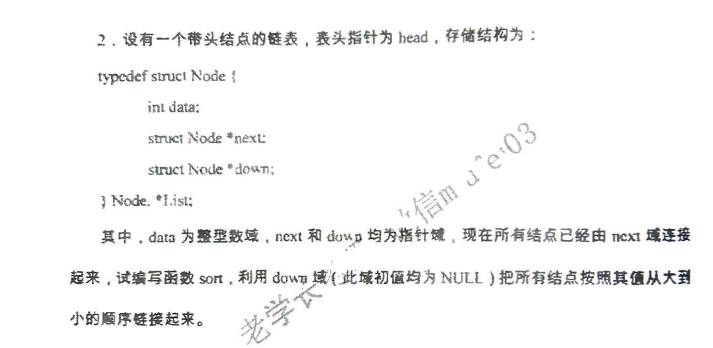 2．设有一个带头结点的链表，表头指针为 head，存储结构为：
typedef struct Node {
int data;
struct Node *next;
struct Node *down;
} Node, *List;
其中，data 为整型数域，next 和 down 均为指针域，现在所有结点已经由 next 域连接
起来，试编写函数 sort，利用 down 域（此域初值均为 NULL）把所有结点按照其值从大到
小的顺序链接起来。
老学长
信m
03